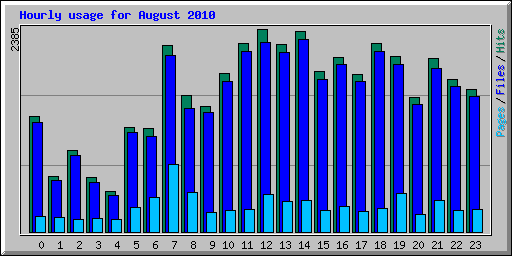 Hourly usage for August 2010
2385
Pages/Files/Hits
0 1 2 3 4 5 6 7 8 9 10 11 12 13 14 15 16 17 18 19 20 21 22 23